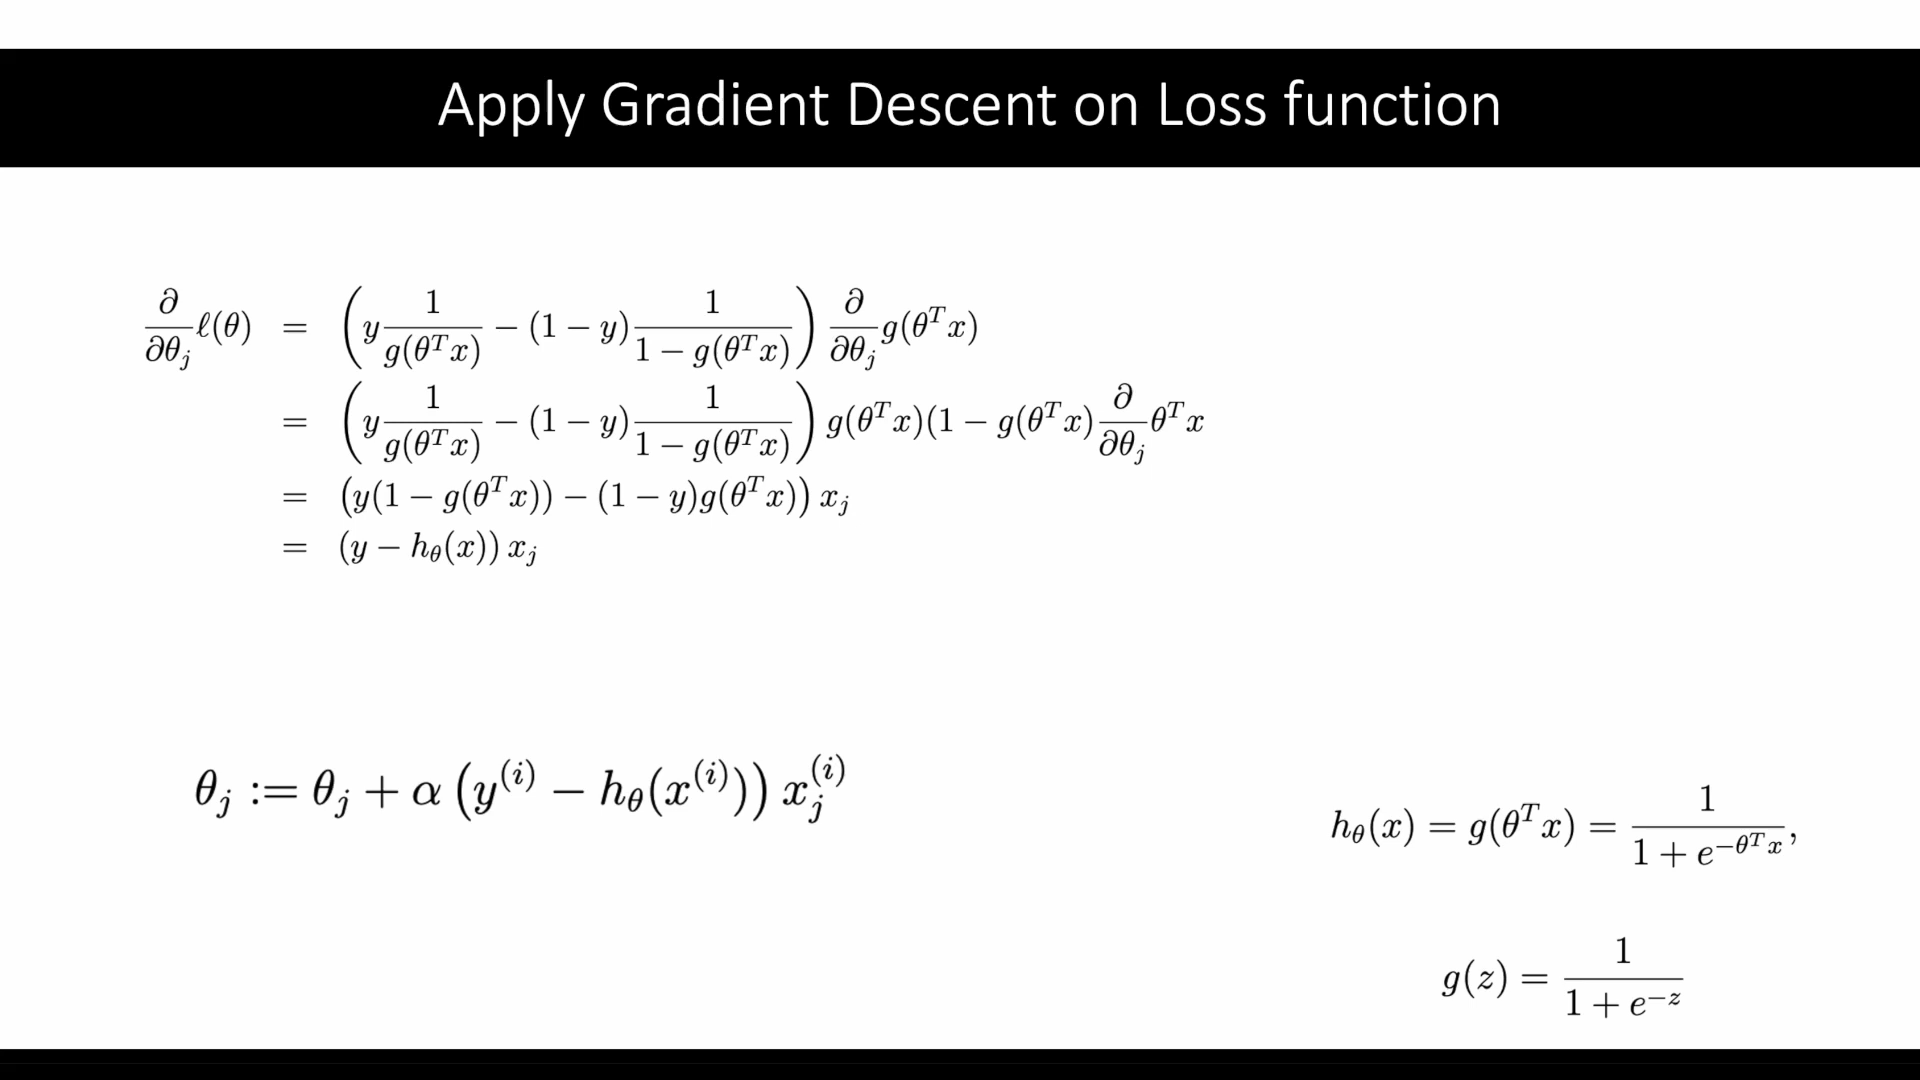 Apply Gradient Descent on Loss function
∂/∂θ_j ℓ(θ) = (y 1/g(θ^T x) − (1 − y) 1/(1 − g(θ^T x))) ∂/∂θ_j g(θ^T x)
= (y 1/g(θ^T x) − (1 − y) 1/(1 − g(θ^T x))) g(θ^T x)(1 − g(θ^T x) ∂/∂θ_j θ^T x
= (y(1 − g(θ^T x)) − (1 − y)g(θ^T x)) x_j
= (y − h_θ(x)) x_j
θ_j := θ_j + α (y^(i) − h_θ(x^(i))) x_j^(i)
h_θ(x) = g(θ^T x) = 1/(1 + e^(−θ^T x)),
g(z) = 1/(1 + e^(−z))